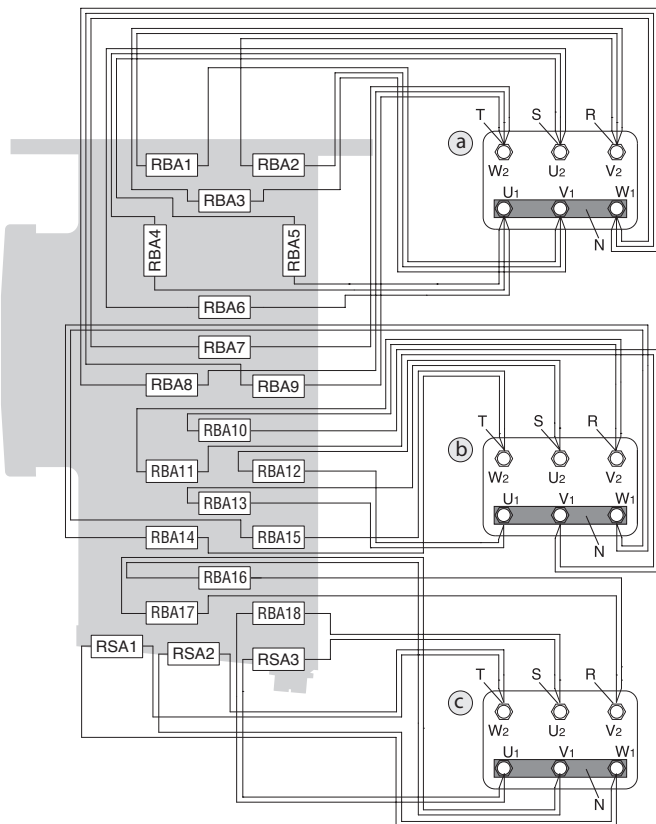 T S R
a
W2 U2 V2
U1 V1 W1
N
RBA1 RBA2
RBA3
RBA4 RBA5
RBA6
RBA7
RBA8 RBA9
T S R
b
W2 U2 V2
U1 V1 W1
N
RBA10
RBA11 RBA12
RBA13
RBA14 RBA15
RBA16
RBA17 RBA18
RSA1 RSA2 RSA3
T S R
c
W2 U2 V2
U1 V1 W1
N